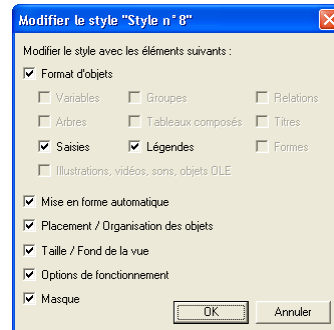 Modifier le style "Style n°8"
Modifier le style avec les éléments suivants :
Format d'objets
Variables Groupes Relations
Arbres Tableaux composés Titres
Saisies Légendes Formes
Illustrations, vidéos, sons, objets OLE
Mise en forme automatique
Placement / Organisation des objets
Taille / Fond de la vue
Options de fonctionnement
Masque
OK Annuler